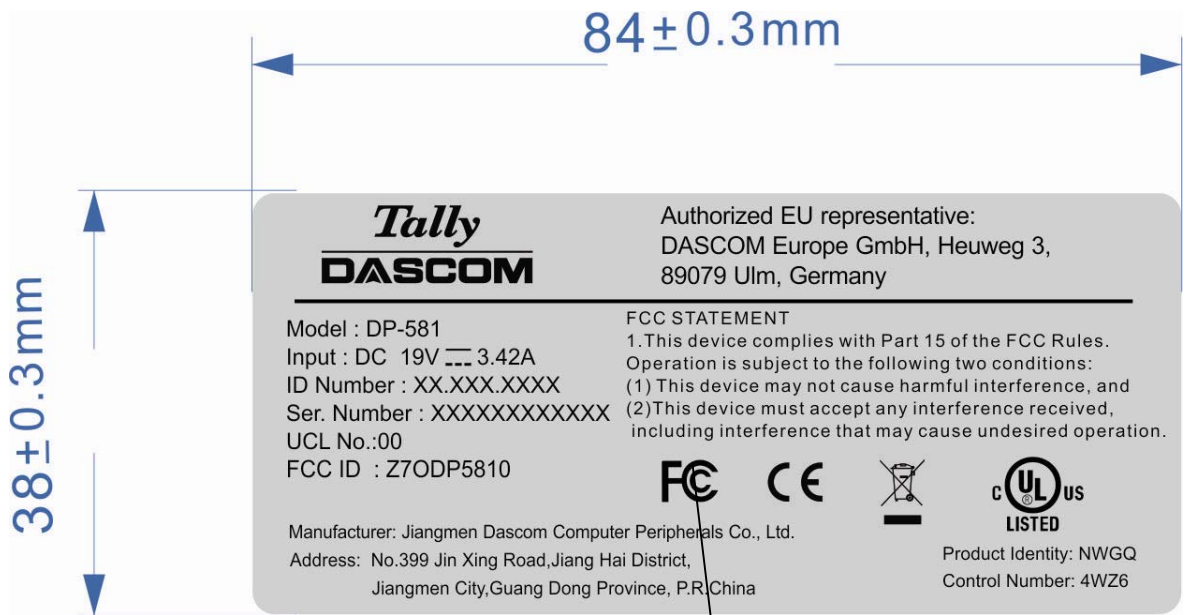 84±0.3mm
38±0.3mm
Tally
DASCOM
Authorized EU representative:
DASCOM Europe GmbH, Heuweg 3,
89079 Ulm, Germany
Model : DP-581
Input : DC 19V ⎓ 3.42A
ID Number : XX.XXX.XXXX
Ser. Number : XXXXXXXXXXXX
UCL No.:00
FCC ID : Z7ODP5810
FCC STATEMENT
1.This device complies with Part 15 of the FCC Rules.
Operation is subject to the following two conditions:
(1) This device may not cause harmful interference, and
(2)This device must accept any interference received,
including interference that may cause undesired operation.
FC CE C UL ® US
LISTED
Manufacturer: Jiangmen Dascom Computer Peripherals Co., Ltd.
Address: No.399 Jin Xing Road,Jiang Hai District,
Jiangmen City,Guang Dong Province, P.R.China
Product Identity: NWGQ
Control Number: 4WZ6